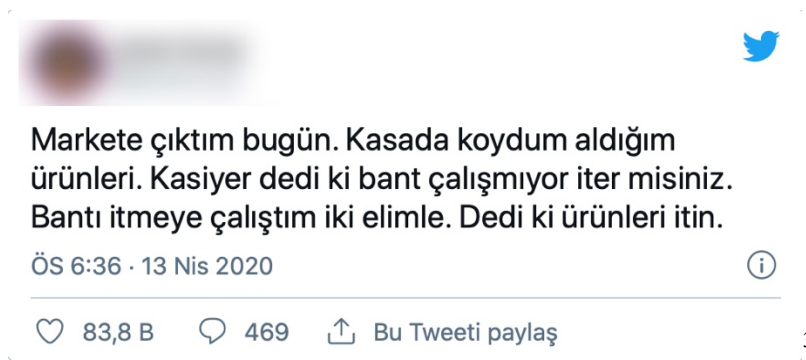 Markete çıktım bugün. Kasada koydum aldığım
ürünleri. Kasiyer dedi ki bant çalışmıyor iter misiniz.
Bantı itmeye çalıştım iki elimle. Dedi ki ürünleri itin.
ÖS 6:36 · 13 Nis 2020
83,8 B 469 Bu Tweeti paylaş